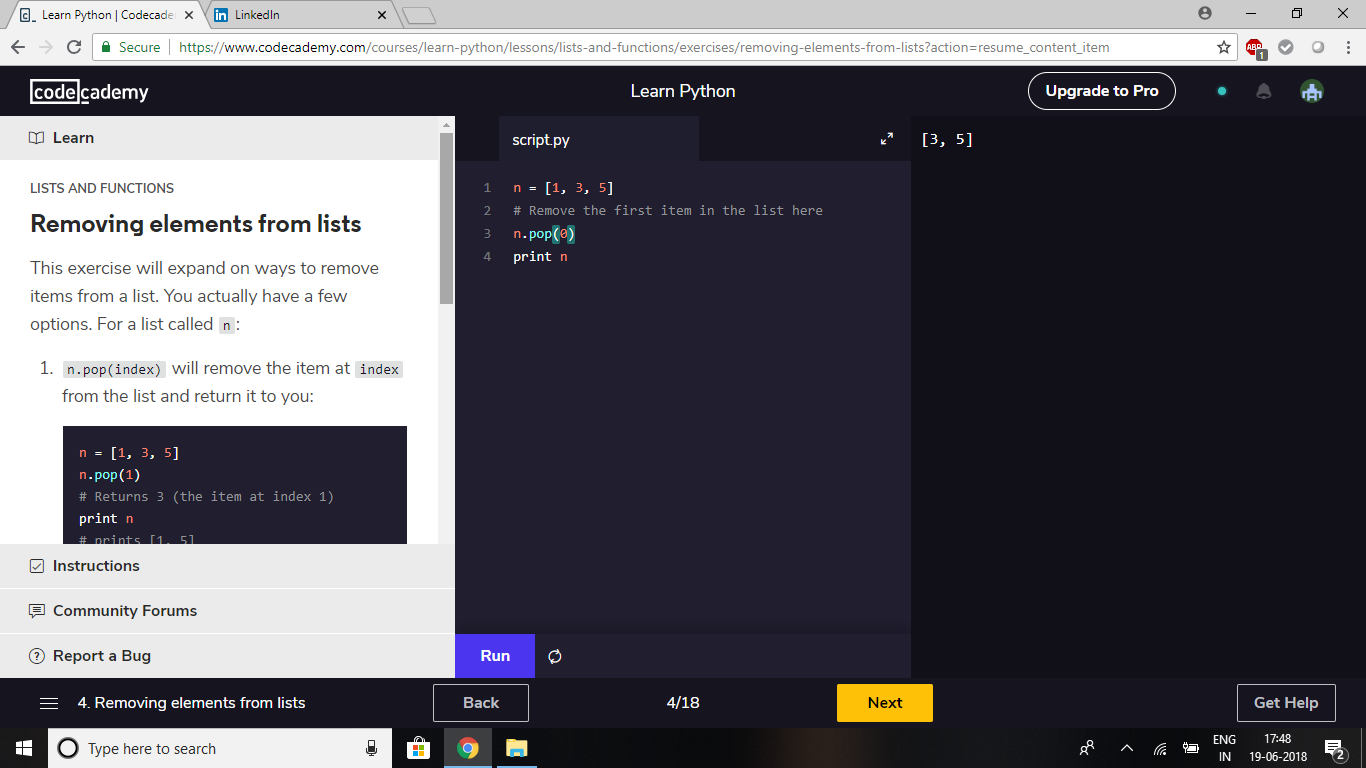 Learn Python | Codecade
LinkedIn
Secure
https://www.codecademy.com/courses/learn-python/lessons/lists-and-functions/exercises/removing-elements-from-lists?action=resume_content_item
ABP
1
codecademy
Learn Python
Upgrade to Pro
Learn
LISTS AND FUNCTIONS
Removing elements from lists
This exercise will expand on ways to remove
items from a list. You actually have a few
options. For a list called n:
1. n.pop(index) will remove the item at index
from the list and return it to you:
n = [1, 3, 5]
n.pop(1)
# Returns 3 (the item at index 1)
print n
# prints [1, 5]
Instructions
Community Forums
Report a Bug
script.py
1 n = [1, 3, 5]
2 # Remove the first item in the list here
3 n.pop(0)
4 print n
Run
[3, 5]
4. Removing elements from lists
Back
4/18
Next
Get Help
Type here to search
ENG
IN
17:48
19-06-2018
2